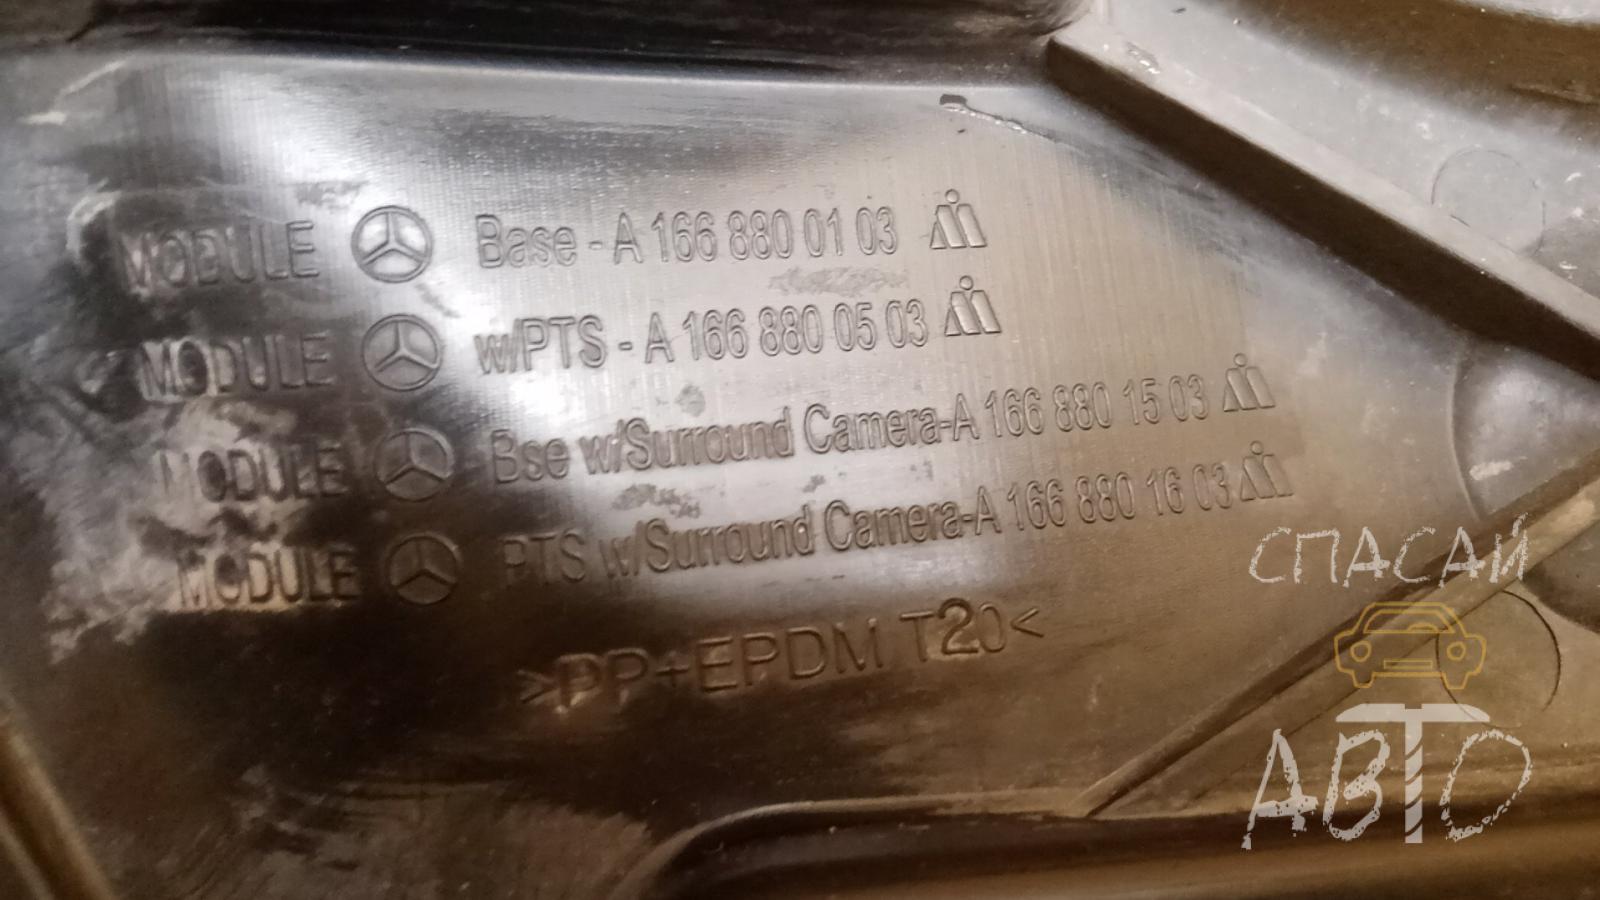 MODULE Base - A 166 880 01 03
MODULE w/PTS - A 166 880 05 03
MODULE Bse w/Surround Camera-A 166 880 15 03
MODULE PTS w/Surround Camera-A 166 880 16 03
>PP+EPDM T20<
СПАСАЙ
АВТО